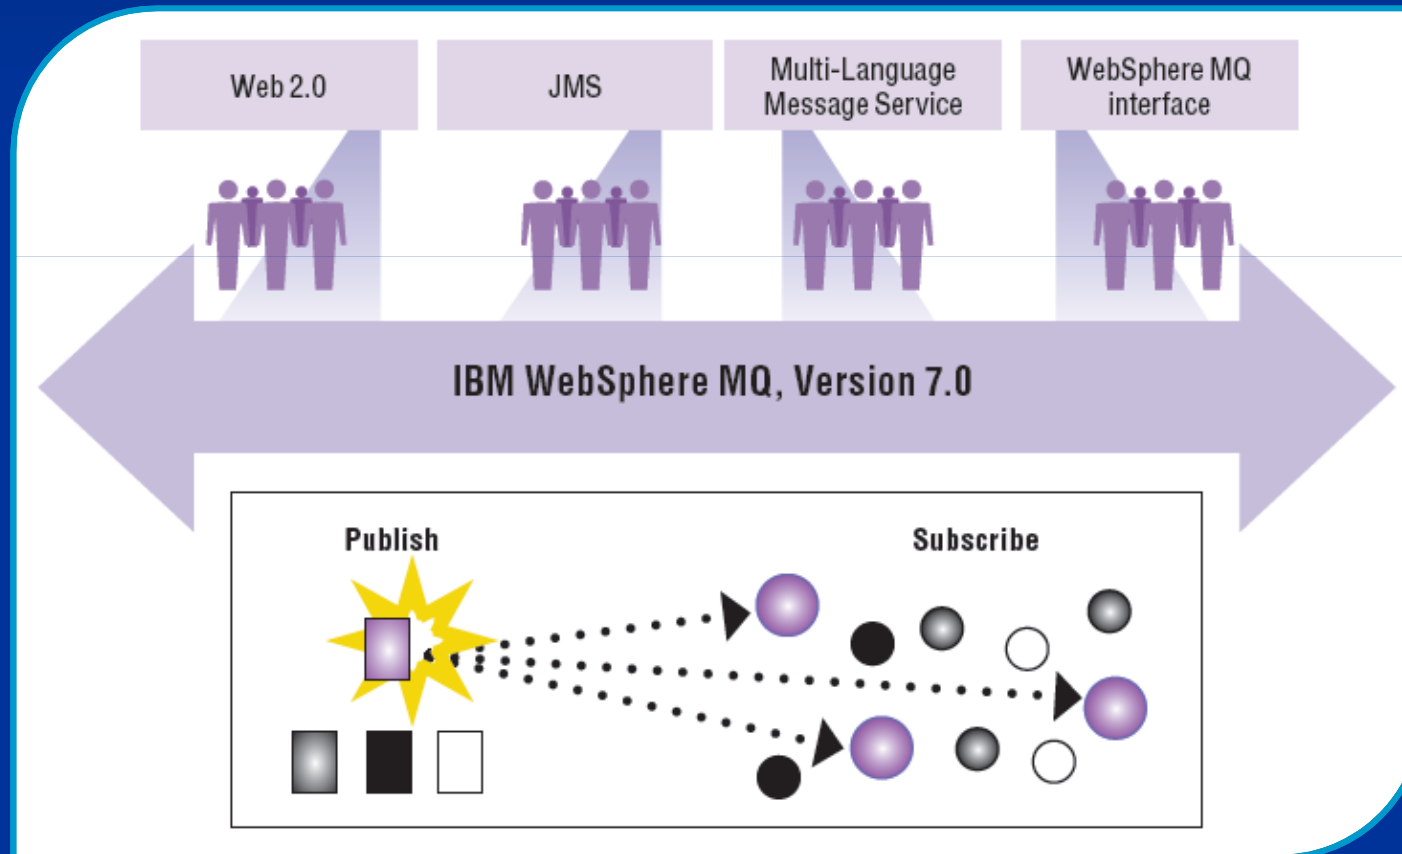 Web 2.0
JMS
Multi-Language
Message Service
WebSphere MQ
interface
IBM WebSphere MQ, Version 7.0
Publish
Subscribe